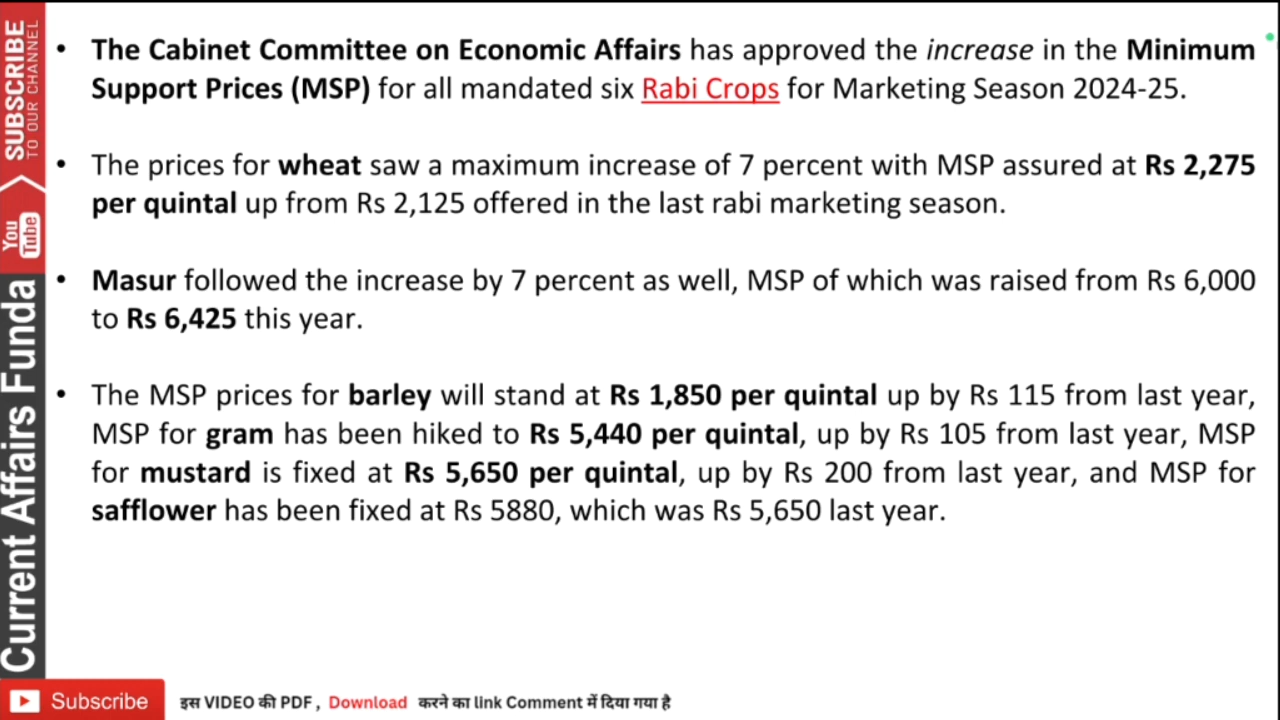 • The Cabinet Committee on Economic Affairs has approved the increase in the Minimum
Support Prices (MSP) for all mandated six Rabi Crops for Marketing Season 2024-25.
• The prices for wheat saw a maximum increase of 7 percent with MSP assured at Rs 2,275
per quintal up from Rs 2,125 offered in the last rabi marketing season.
• Masur followed the increase by 7 percent as well, MSP of which was raised from Rs 6,000
to Rs 6,425 this year.
• The MSP prices for barley will stand at Rs 1,850 per quintal up by Rs 115 from last year,
MSP for gram has been hiked to Rs 5,440 per quintal, up by Rs 105 from last year, MSP
for mustard is fixed at Rs 5,650 per quintal, up by Rs 200 from last year, and MSP for
safflower has been fixed at Rs 5880, which was Rs 5,650 last year.
SUBSCRIBE
TO OUR CHANNEL
You
Tube
Current Affairs Funda
Subscribe
इस VIDEO की PDF , Download करने का link Comment में दिया गया है